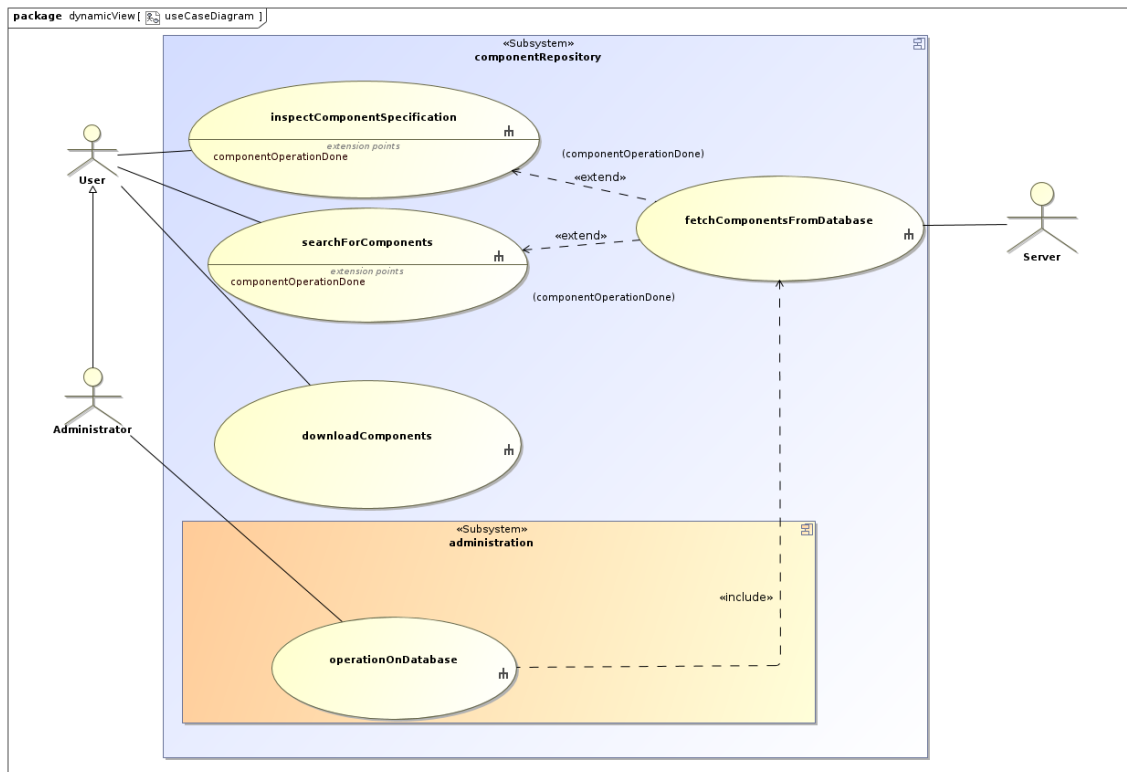 package dynamicView[ useCaseDiagram ]
«Subsystem»
componentRepository
inspectComponentSpecification
extension points
componentOperationDone
(componentOperationDone)
«extend»
User
fetchComponentsFromDatabase
searchForComponents
«extend»
extension points
componentOperationDone
(componentOperationDone)
Server
Administrator
downloadComponents
«Subsystem»
administration
«include»
operationOnDatabase